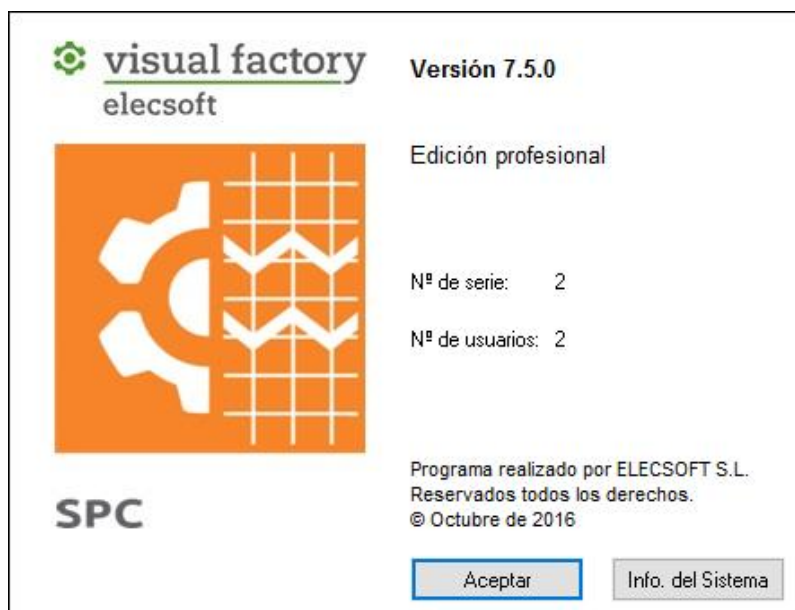 visual factory
elecsoft
Versión 7.5.0
Edición profesional
Nº de serie: 2
Nº de usuarios: 2
SPC
Programa realizado por ELECSOFT S.L.
Reservados todos los derechos.
© Octubre de 2016
Aceptar
Info. del Sistema